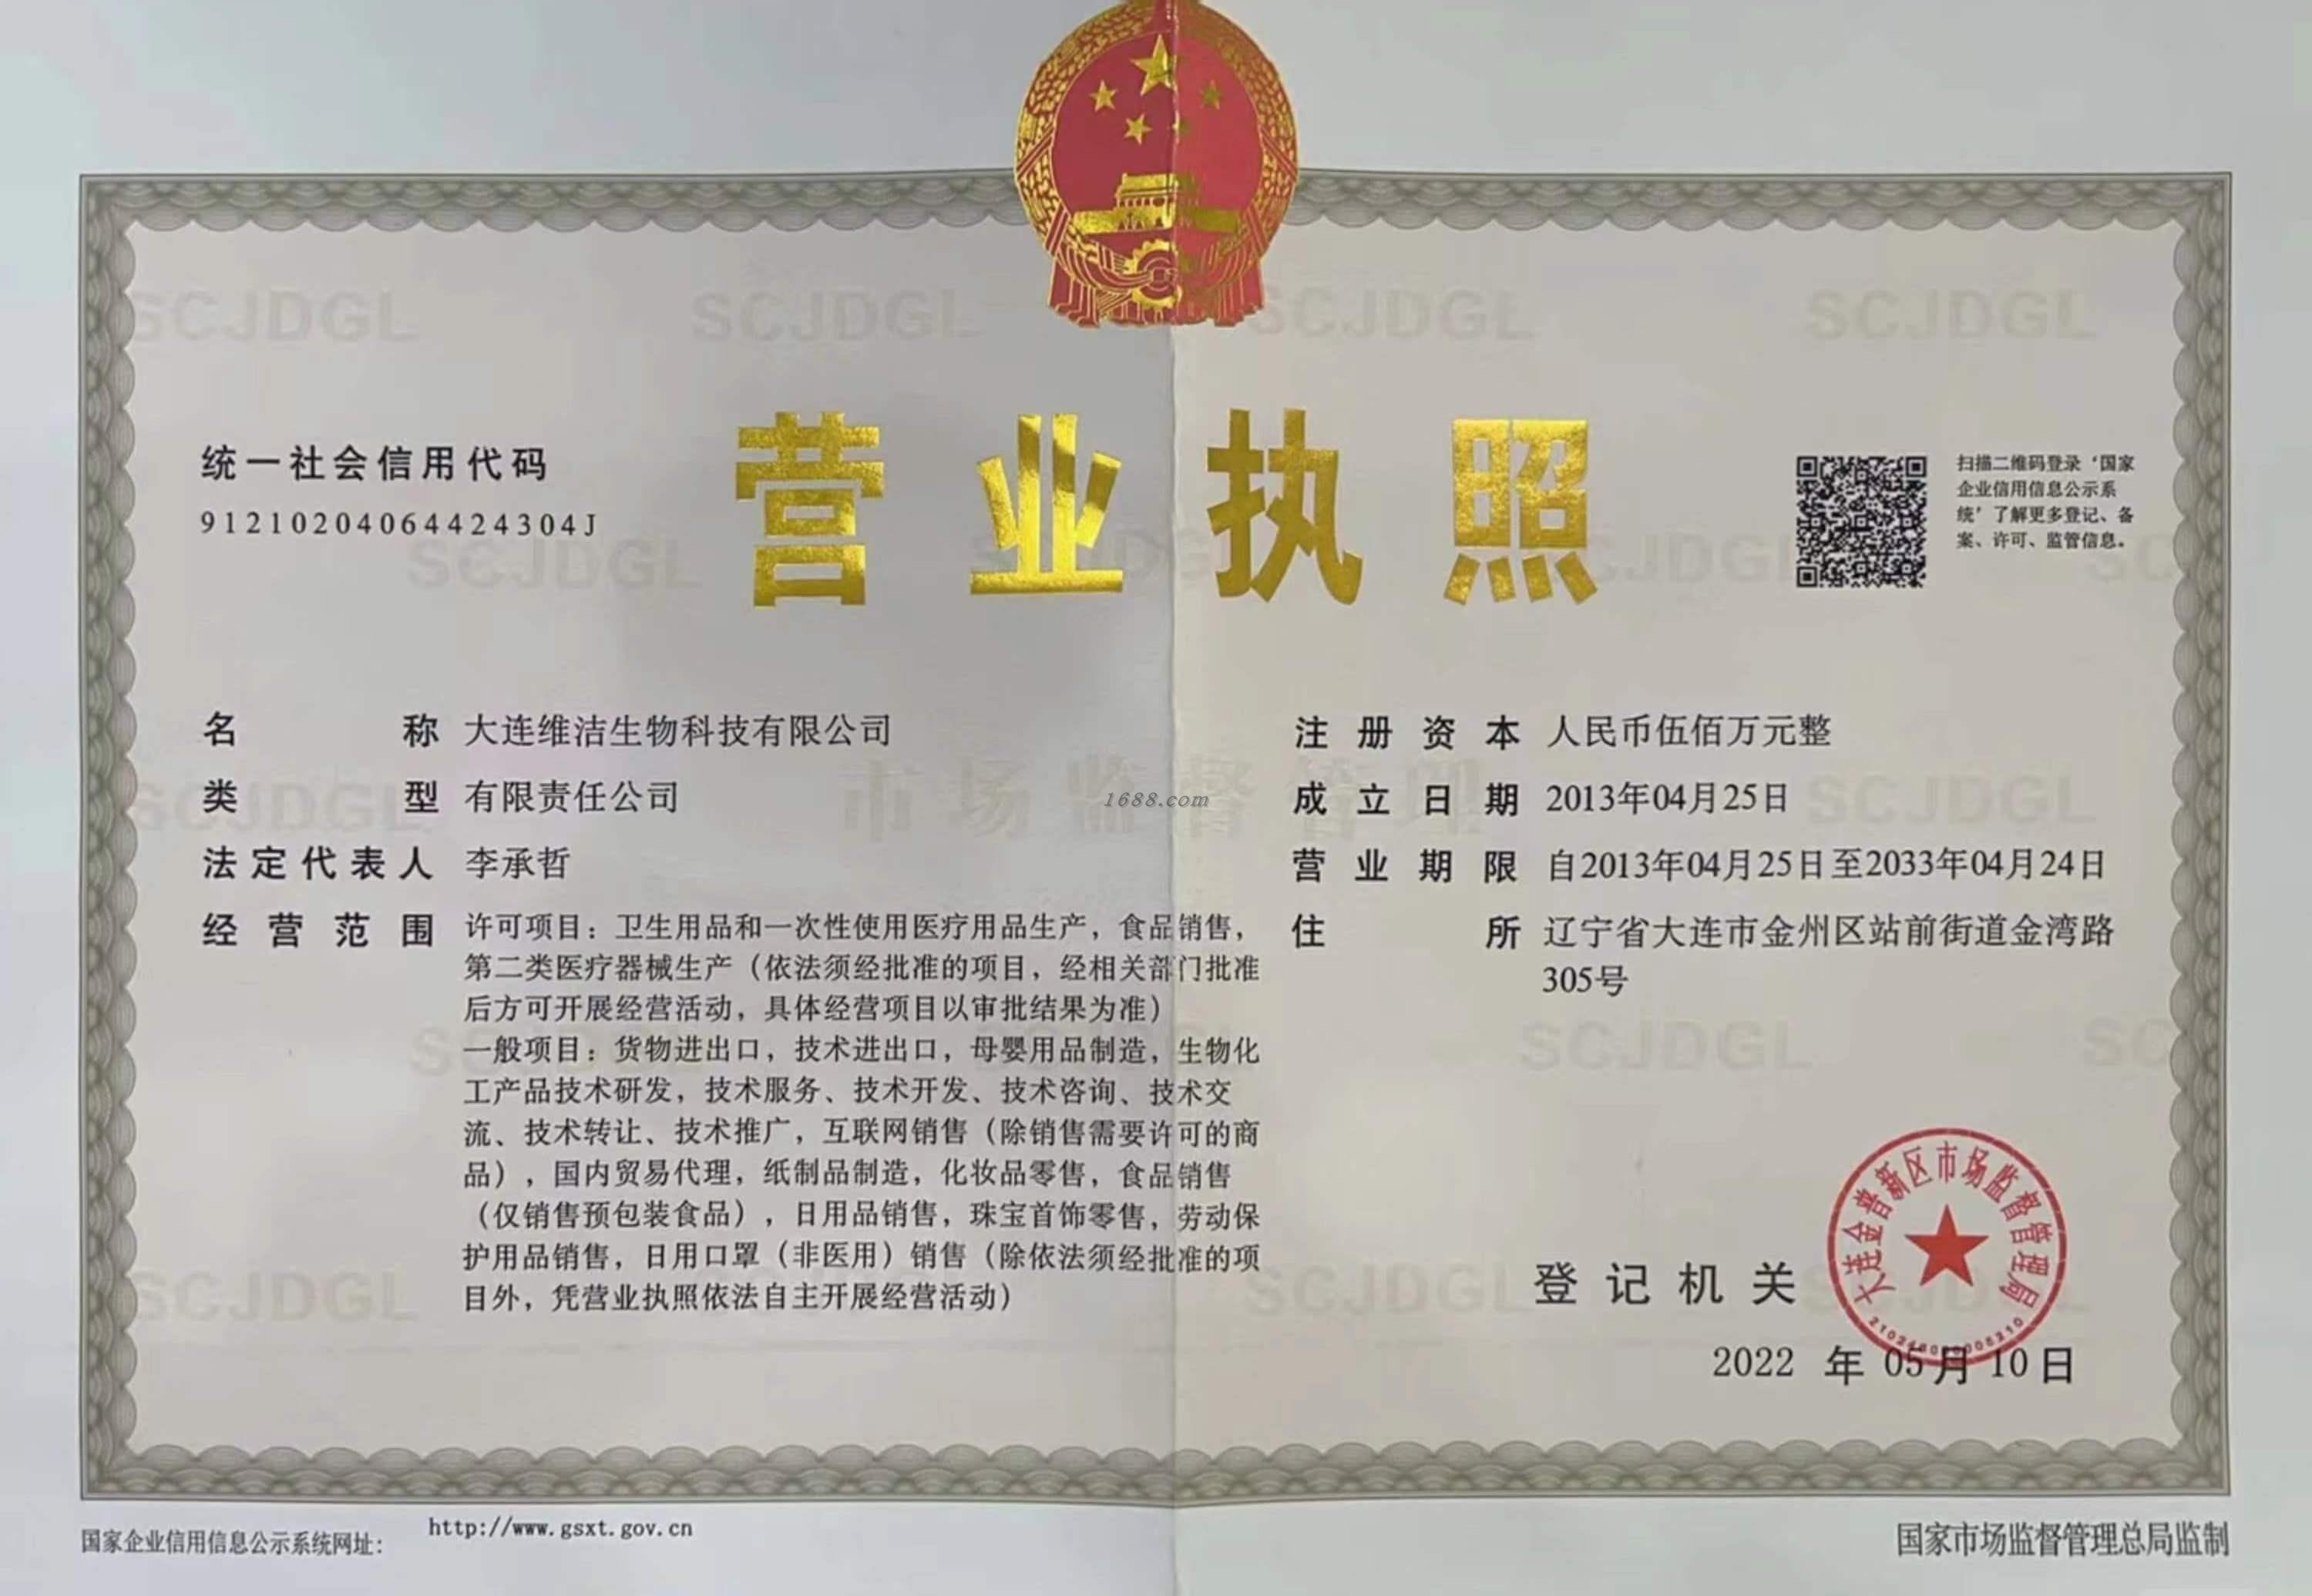 营业执照
统一社会信用代码
91210204064424304J
扫描二维码登录‘国家
企业信用信息公示系
统’了解更多登记、备
案、许可、监管信息。
名称 大连维洁生物科技有限公司
类型 有限责任公司
法定代表人 李承哲
经营范围 许可项目：卫生用品和一次性使用医疗用品生产，食品销售，
第二类医疗器械生产（依法须经批准的项目，经相关部门批准
后方可开展经营活动，具体经营项目以审批结果为准）
一般项目：货物进出口，技术进出口，母婴用品制造，生物化
工产品技术研发，技术服务、技术开发、技术咨询、技术交
流、技术转让、技术推广，互联网销售（除销售需要许可的商
品），国内贸易代理，纸制品制造，化妆品零售，食品销售
（仅销售预包装食品），日用品销售，珠宝首饰零售，劳动保
护用品销售，日用口罩（非医用）销售（除依法须经批准的项
目外，凭营业执照依法自主开展经营活动）
注册资本 人民币伍佰万元整
成立日期 2013年04月25日
营业期限 自2013年04月25日至2033年04月24日
住所 辽宁省大连市金州区站前街道金湾路
305号
市场监督管理
1688.com
SCJDGL
登记机关
大连金普新区市场监督管理局
2022 年 05月 10日
国家企业信用信息公示系统网址：
http://www.gsxt.gov.cn
国家市场监督管理总局监制